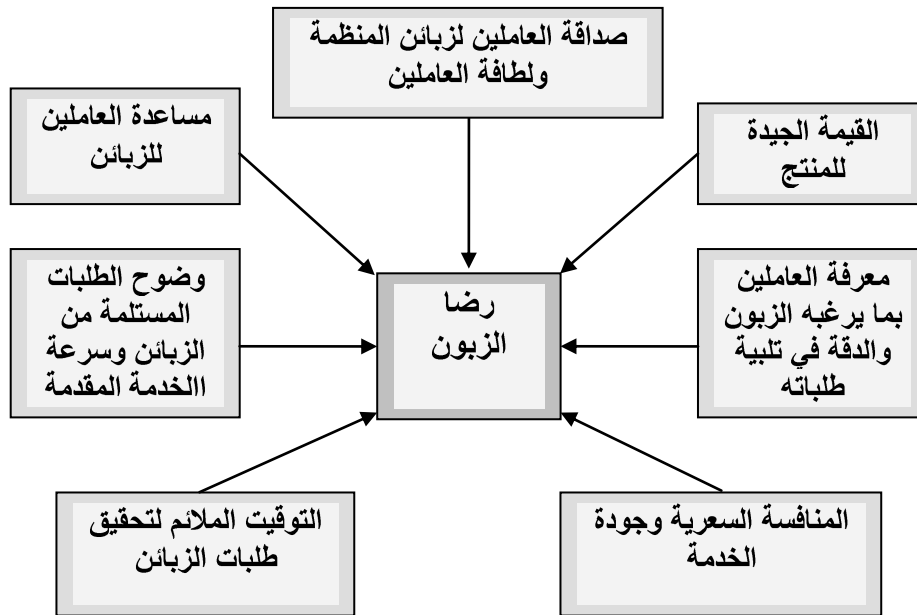 صداقة العاملين لزبائن المنظمة
ولطافة العاملين
القيمة الجيدة
للمنتج
مساعدة العاملين
للزبائن
معرفة العاملين
بما يرغبه الزبون
والدقة في تلبية
طلباته
رضا
الزبون
وضوح الطلبات
المستلمة من
الزبائن وسرعة
االخدمة المقدمة
المنافسة السعرية وجودة
الخدمة
التوقيت الملائم لتحقيق
طلبات الزبائن